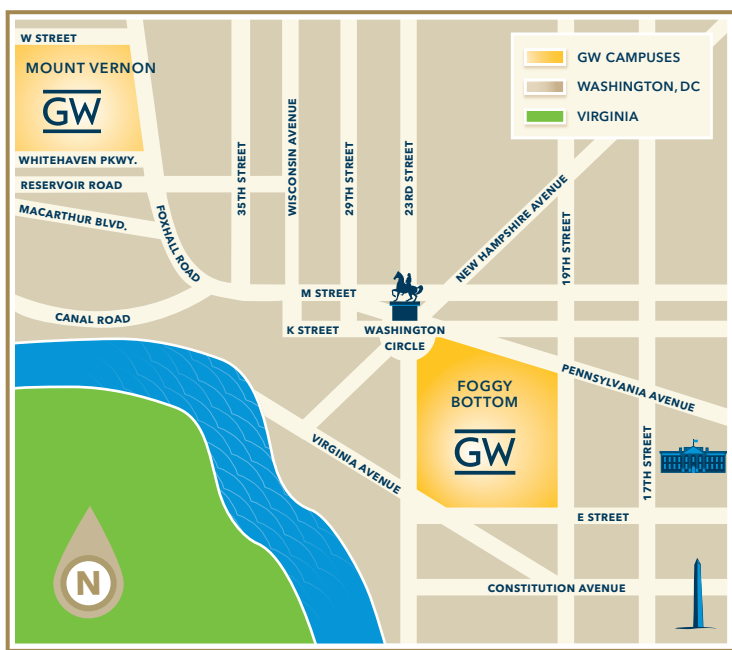 W STREET
MOUNT VERNON
GW
WHITEHAVEN PKWY.
RESERVOIR ROAD
MACARTHUR BLVD.
FOXHALL ROAD
CANAL ROAD
35TH STREET
WISCONSIN AVENUE
29TH STREET
23RD STREET
NEW HAMPSHIRE AVENUE
19TH STREET
GW CAMPUSES
WASHINGTON, DC
VIRGINIA
M STREET
K STREET
WASHINGTON
CIRCLE
FOGGY
BOTTOM
GW
PENNSYLVANIA AVENUE
VIRGINIA AVENUE
17TH STREET
E STREET
CONSTITUTION AVENUE
N